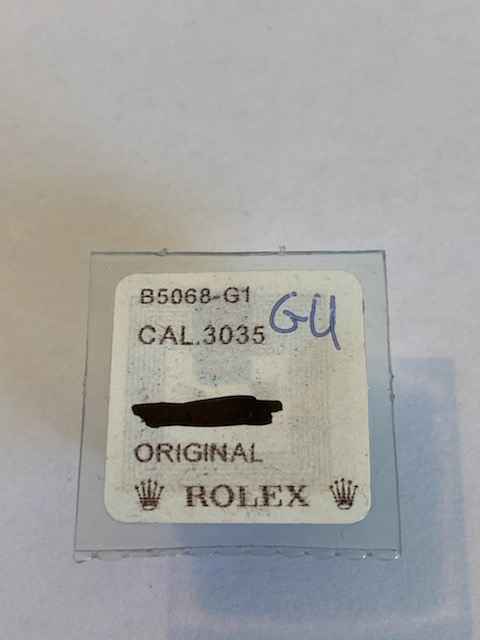 B5068-G1
CAL.3035 GU
ORIGINAL
ROLEX